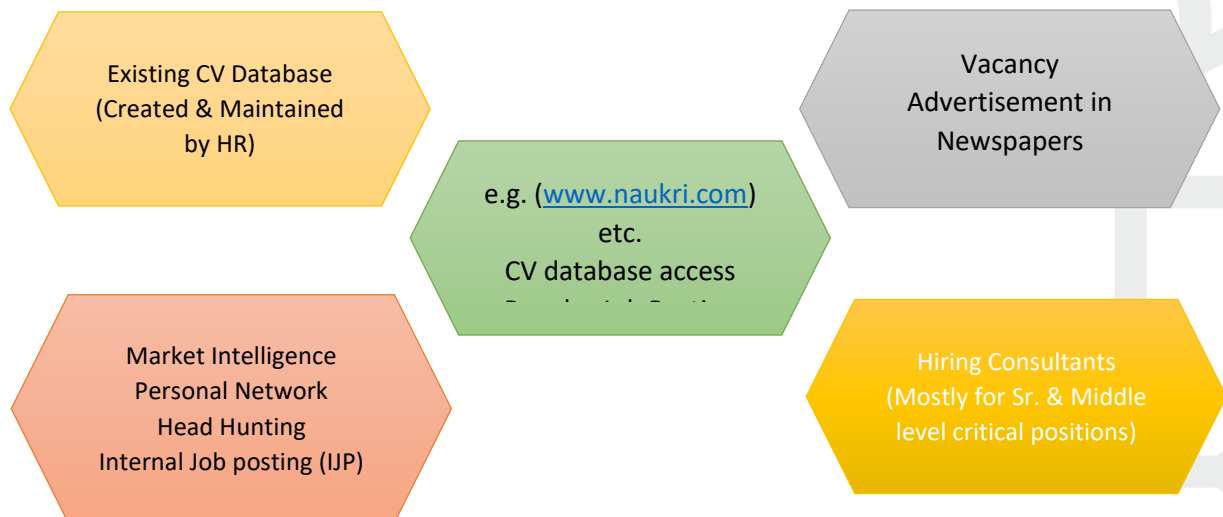 Existing CV Database
(Created & Maintained
by HR)
Vacancy
Advertisement in
Newspapers
e.g. (www.naukri.com)
etc.
CV database access
Market Intelligence
Personal Network
Head Hunting
Internal Job posting (IJP)
Hiring Consultants
(Mostly for Sr. & Middle
level critical positions)